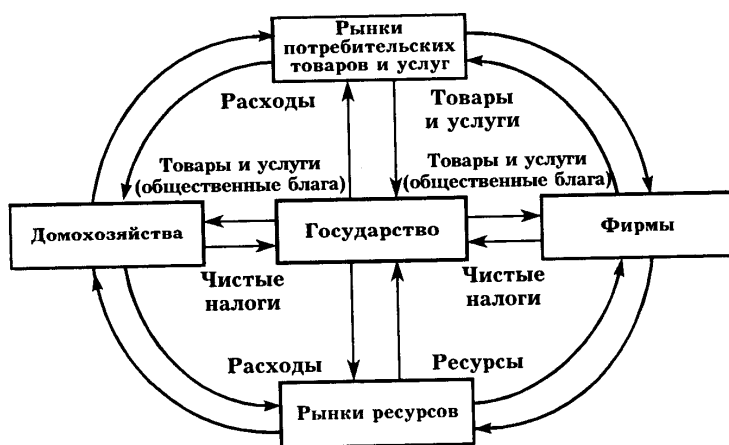 Рынки
потребительских
товаров и услуг
Расходы
Товары
и услуги
Товары и услуги
(общественные блага)
Товары и услуги
(общественные блага)
Домохозяйства
Государство
Фирмы
Чистые
налоги
Чистые
налоги
Расходы
Ресурсы
Рынки ресурсов